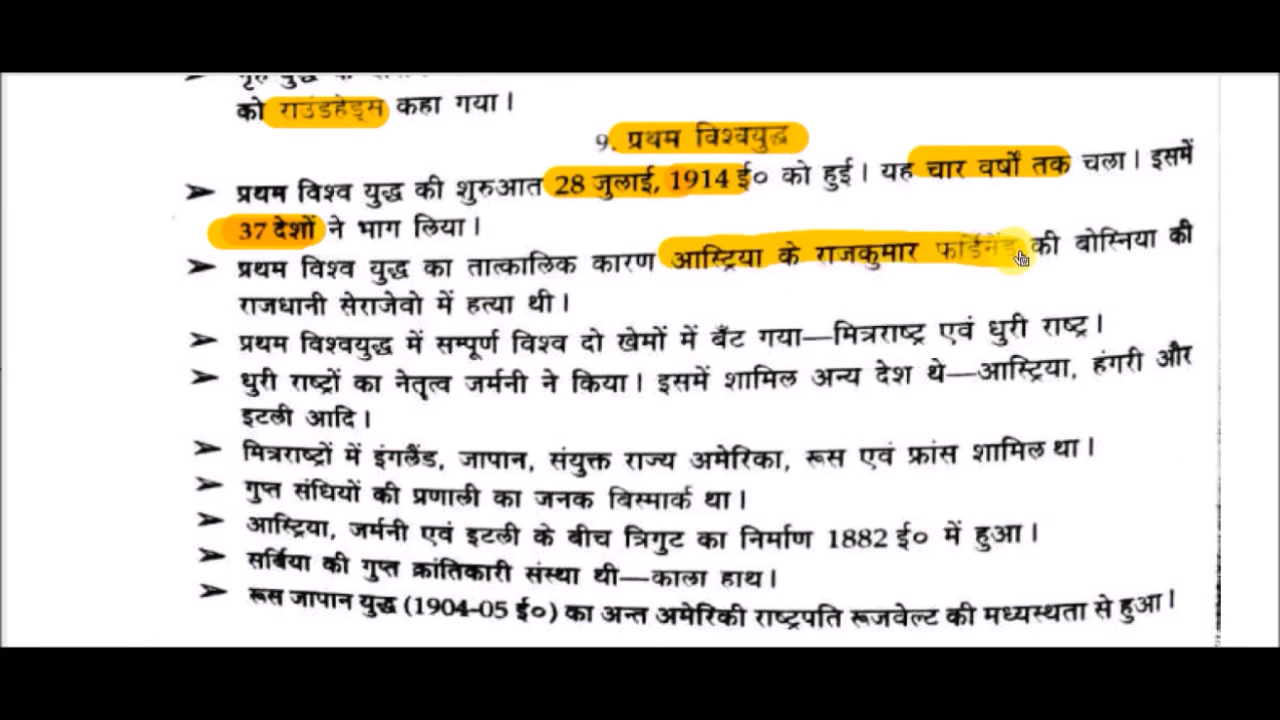 को राउंडहेड्स कहा गया।
9. प्रथम विश्वयुद्ध
➤ प्रथम विश्व युद्ध की शुरुआत 28 जुलाई, 1914 ई० को हुई। यह चार वर्षों तक चला। इसमें
37 देशों ने भाग लिया।
➤ प्रथम विश्व युद्ध का तात्कालिक कारण आस्ट्रिया के राजकुमार फर्डिनेंड की बोस्निया की
राजधानी सेराजेवो में हत्या थी।
➤ प्रथम विश्वयुद्ध में सम्पूर्ण विश्व दो खेमों में बँट गया—मित्रराष्ट्र एवं धुरी राष्ट्र।
➤ धुरी राष्ट्रों का नेतृत्व जर्मनी ने किया। इसमें शामिल अन्य देश थे—आस्ट्रिया, हंगरी और
इटली आदि।
➤ मित्रराष्ट्रों में इंगलैंड, जापान, संयुक्त राज्य अमेरिका, रूस एवं फ्रांस शामिल था।
➤ गुप्त संधियों की प्रणाली का जनक बिस्मार्क था।
➤ आस्ट्रिया, जर्मनी एवं इटली के बीच त्रिगुट का निर्माण 1882 ई० में हुआ।
➤ सर्बिया की गुप्त क्रांतिकारी संस्था थी—काला हाथ।
➤ रूस जापान युद्ध (1904-05 ई०) का अन्त अमेरिकी राष्ट्रपति रूजवेल्ट की मध्यस्थता से हुआ।